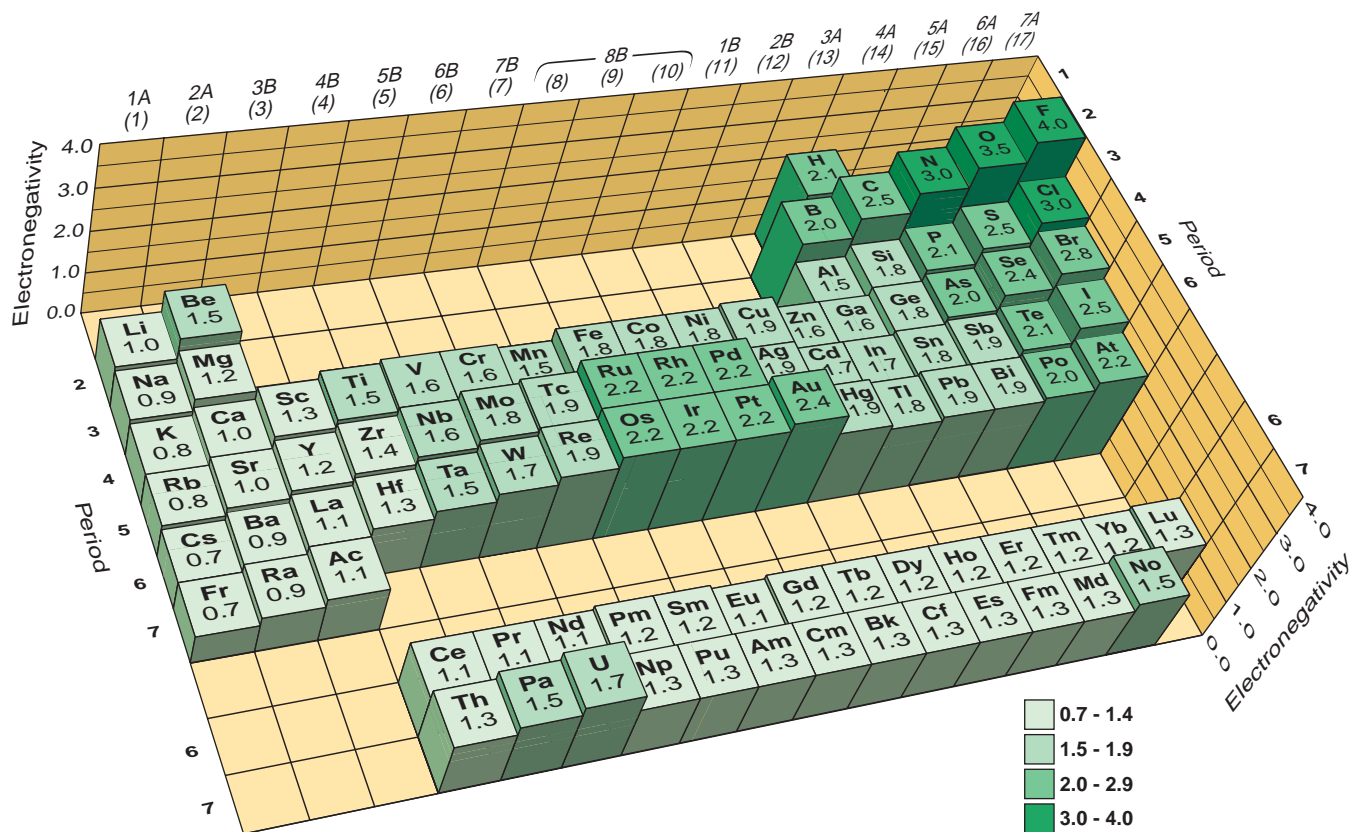 1A 2A 3B 4B 5B 6B 7B 8B 1B 2B 3A 4A 5A 6A 7A
(1) (2) (3) (4) (5) (6) (7) (8) (9) (10) (11) (12) (13) (14) (15) (16) (17)
Electronegativity
4.0
3.0
2.0
1.0
0.0
Period
1
2
3
4
5
6
6
7
H 2.1
Li 1.0
Be 1.5
B 2.0
C 2.5
N 3.0
O 3.5
F 4.0
Na 0.9
Mg 1.2
Al 1.5
Si 1.8
P 2.1
S 2.5
Cl 3.0
K 0.8
Ca 1.0
Sc 1.3
Ti 1.5
V 1.6
Cr 1.6
Mn 1.5
Fe 1.8
Co 1.8
Ni 1.8
Cu 1.9
Zn 1.6
Ga 1.6
Ge 1.8
As 2.0
Se 2.4
Br 2.8
Rb 0.8
Sr 1.0
Y 1.2
Zr 1.4
Nb 1.6
Mo 1.8
Tc 1.9
Ru 2.2
Rh 2.2
Pd 2.2
Ag 1.9
Cd 1.7
In 1.7
Sn 1.8
Sb 1.9
Te 2.1
I 2.5
Cs 0.7
Ba 0.9
La 1.1
Hf 1.3
Ta 1.5
W 1.7
Re 1.9
Os 2.2
Ir 2.2
Pt 2.2
Au 2.4
Hg 1.9
Tl 1.8
Pb 1.9
Bi 1.9
Po 2.0
At 2.2
Fr 0.7
Ra 0.9
Ac 1.1
Ce 1.1
Pr 1.1
Nd 1.1
Pm 1.2
Sm 1.2
Eu 1.1
Gd 1.2
Tb 1.2
Dy 1.2
Ho 1.2
Er 1.2
Tm 1.2
Yb 1.2
Lu 1.3
Th 1.3
Pa 1.5
U 1.7
Np 1.3
Pu 1.3
Am 1.3
Cm 1.3
Bk 1.3
Cf 1.3
Es 1.3
Fm 1.3
Md 1.3
No 1.5
2
3
4
5
6
7
Period
6
7
4.0
3.0
2.0
1.0
0.0
Electronegativity
0.7 - 1.4
1.5 - 1.9
2.0 - 2.9
3.0 - 4.0